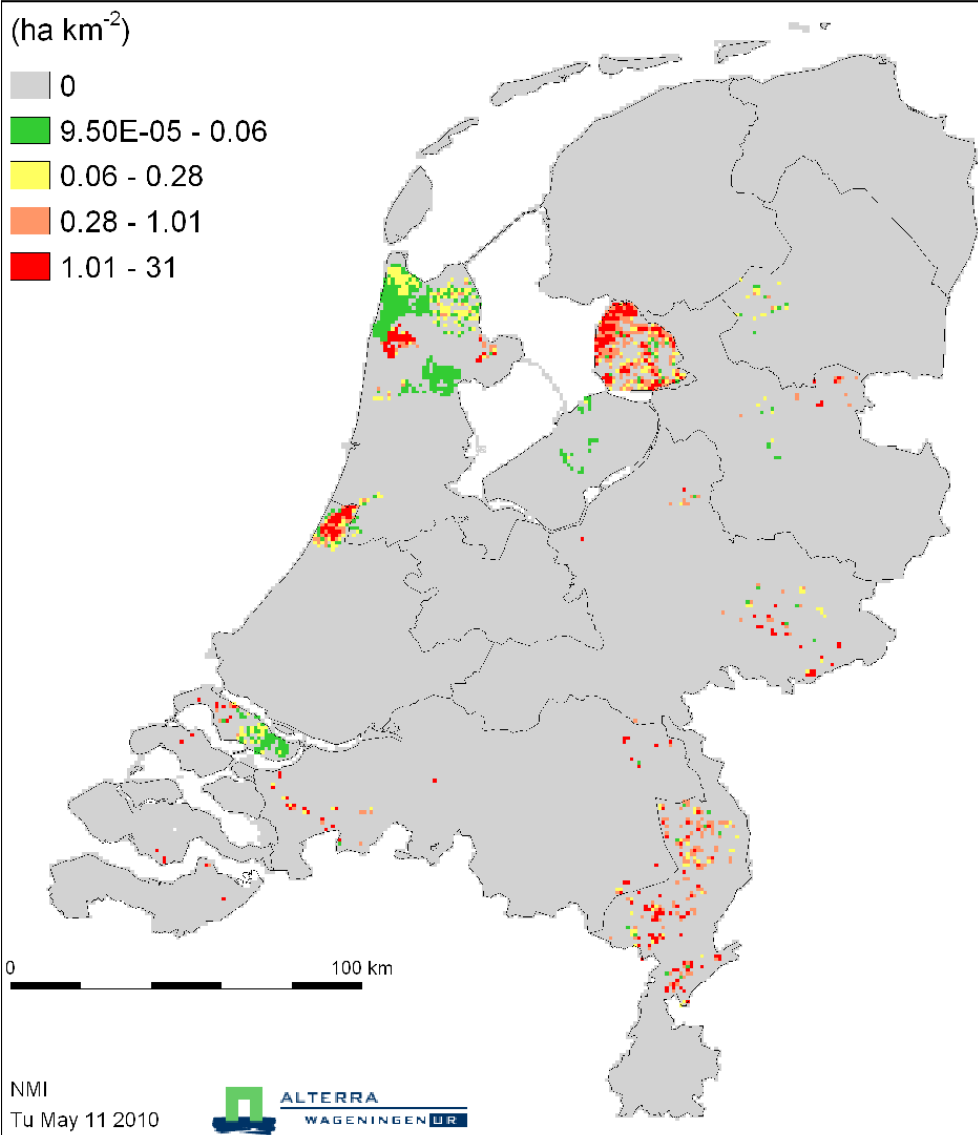 (ha km-2)
0
9.50E-05 - 0.06
0.06 - 0.28
0.28 - 1.01
1.01 - 31
0 100 km
NMI
Tu May 11 2010
ALTERRA
WAGENINGEN UR